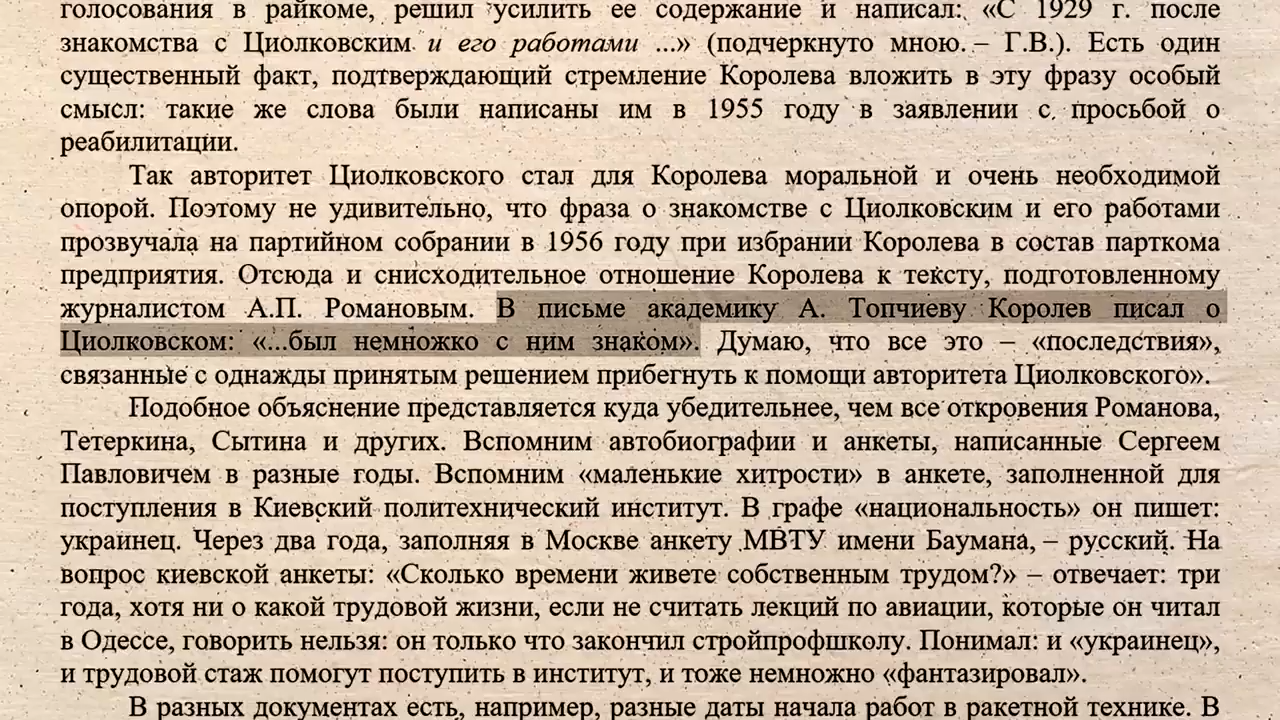 голосования в райкоме, решил усилить ее содержание и написал: «С 1929 г. после
знакомства с Циолковским и его работами ...» (подчеркнуто мною. – Г.В.). Есть один
существенный факт, подтверждающий стремление Королева вложить в эту фразу особый
смысл: такие же слова были написаны им в 1955 году в заявлении с просьбой о
реабилитации.
Так авторитет Циолковского стал для Королева моральной и очень необходимой
опорой. Поэтому не удивительно, что фраза о знакомстве с Циолковским и его работами
прозвучала на партийном собрании в 1956 году при избрании Королева в состав парткома
предприятия. Отсюда и снисходительное отношение Королева к тексту, подготовленному
журналистом А.П. Романовым. В письме академику А. Топчиеву Королев писал о
Циолковском: «...был немножко с ним знаком». Думаю, что все это – «последствия»,
связанные с однажды принятым решением прибегнуть к помощи авторитета Циолковского».
Подобное объяснение представляется куда убедительнее, чем все откровения Романова,
Тетеркина, Сытина и других. Вспомним автобиографии и анкеты, написанные Сергеем
Павловичем в разные годы. Вспомним «маленькие хитрости» в анкете, заполненной для
поступления в Киевский политехнический институт. В графе «национальность» он пишет:
украинец. Через два года, заполняя в Москве анкету МВТУ имени Баумана, – русский. На
вопрос киевской анкеты: «Сколько времени живете собственным трудом?» – отвечает: три
года, хотя ни о какой трудовой жизни, если не считать лекций по авиации, которые он читал
в Одессе, говорить нельзя: он только что закончил стройпрофшколу. Понимал: и «украинец»,
и трудовой стаж помогут поступить в институт, и тоже немножно «фантазировал».
В разных документах есть, например, разные даты начала работ в ракетной технике. В